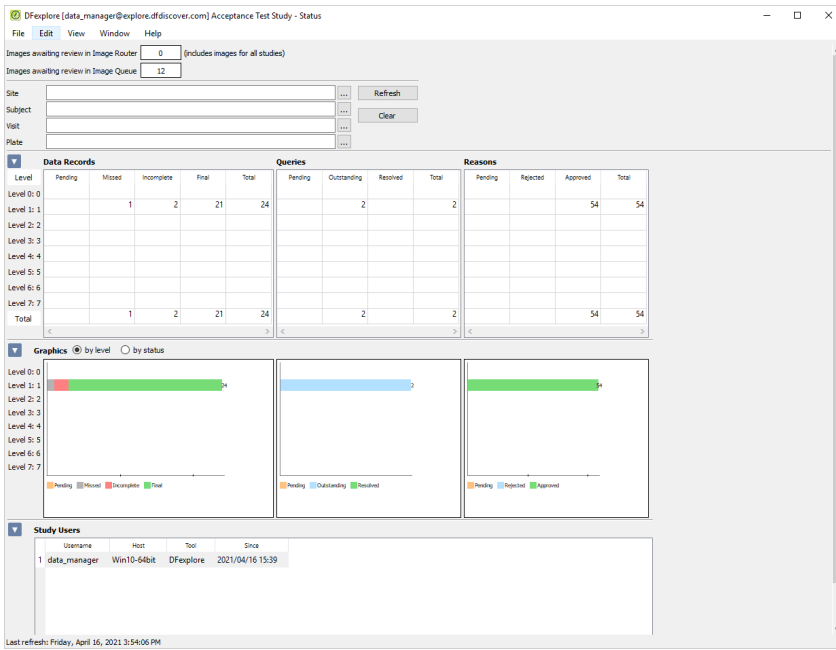 DFexplore [data_manager@explore.dfdiscover.com] Acceptance Test Study - Status
File Edit View Window Help
Images awaiting review in Image Router 0 (includes images for all studies)
Images awaiting review in Image Queue 12
Site ... Refresh
Subject ... Clear
Visit ...
Plate ...
Data Records Queries Reasons
Level Pending Missed Incomplete Final Total Pending Outstanding Resolved Total Pending Rejected Approved Total
Level 0: 0
Level 1: 1 1 2 21 24 2 2 54 54
Level 2: 2
Level 3: 3
Level 4: 4
Level 5: 5
Level 6: 6
Level 7: 7
Total 1 2 21 24 2 2 54 54
Graphics by level by status
Level 0: 0
Level 1: 1 24 2 54
Level 2: 2
Level 3: 3
Level 4: 4
Level 5: 5
Level 6: 6
Level 7: 7
Pending Missed Incomplete Final Pending Outstanding Resolved Pending Rejected Approved
Study Users
Username Host Tool Since
1 data_manager Win10-64bit DFexplore 2021/04/16 15:39
Last refresh: Friday, April 16, 2021 3:54:06 PM